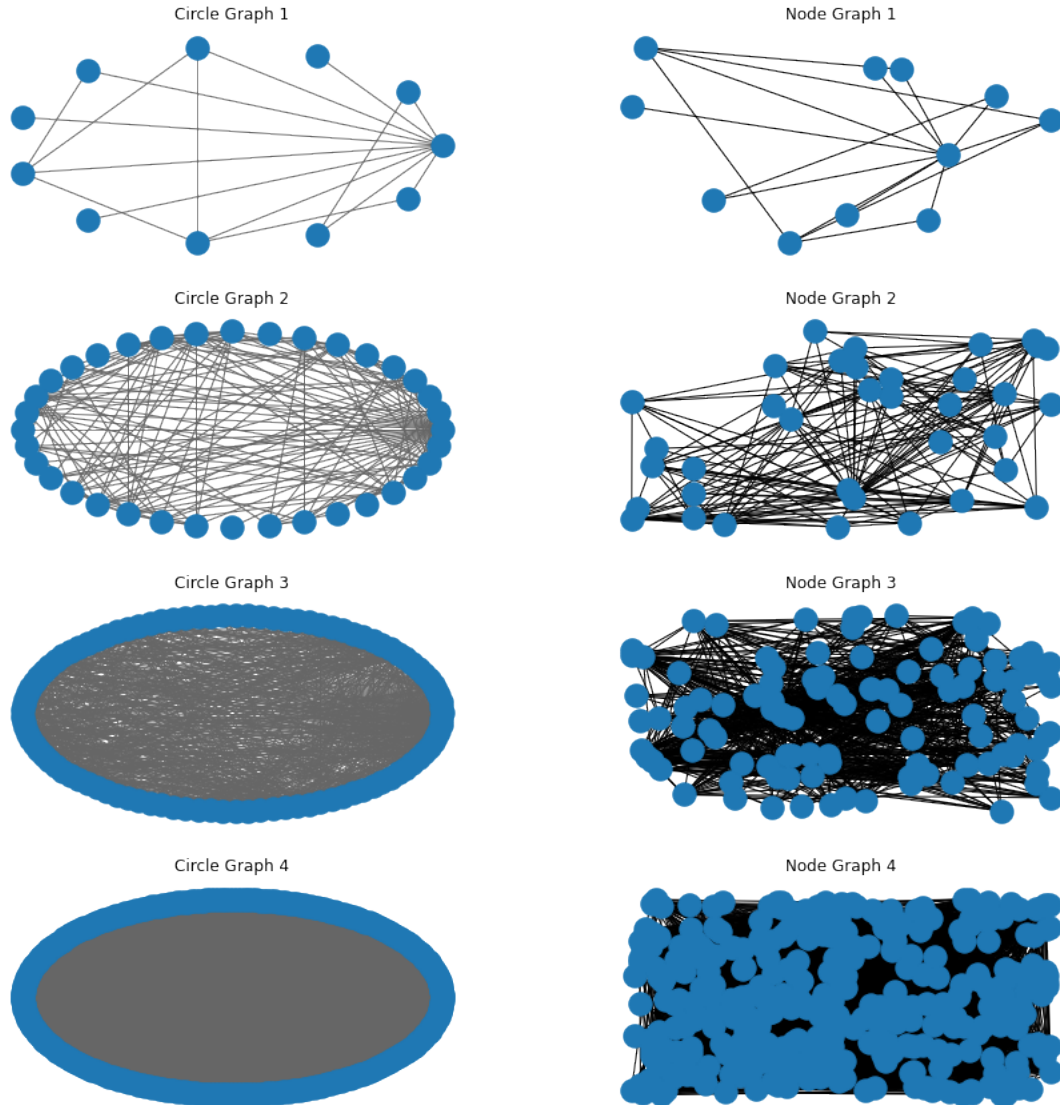 Circle Graph 1
Node Graph 1
Circle Graph 2
Node Graph 2
Circle Graph 3
Node Graph 3
Circle Graph 4
Node Graph 4